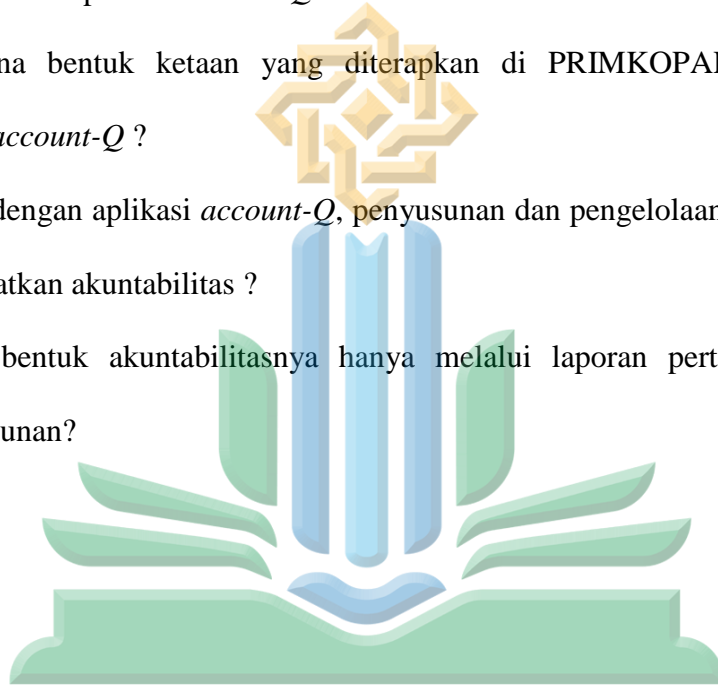 na bentuk ketaan yang diterapkan di PRIMKOPA
account-Q ?
dengan aplikasi account-Q, penyusunan dan pengelolaan
atkan akuntabilitas ?
bentuk akuntabilitasnya hanya melalui laporan pert
unan?